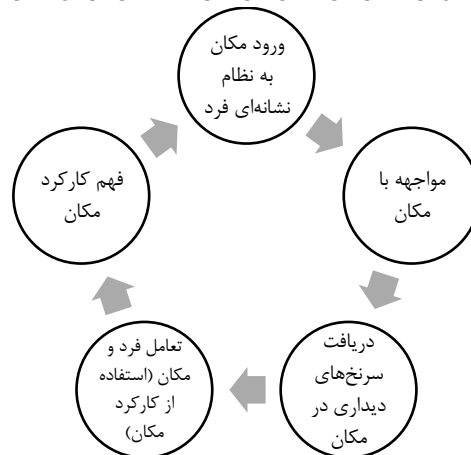 ورود مکان
به نظام
نشانه‌ای فرد
مواجهه با
مکان
دریافت
سرنخ‌های
دیداری در
مکان
تعامل فرد و
مکان (استفاده
از کارکرد
مکان)
فهم کارکرد
مکان